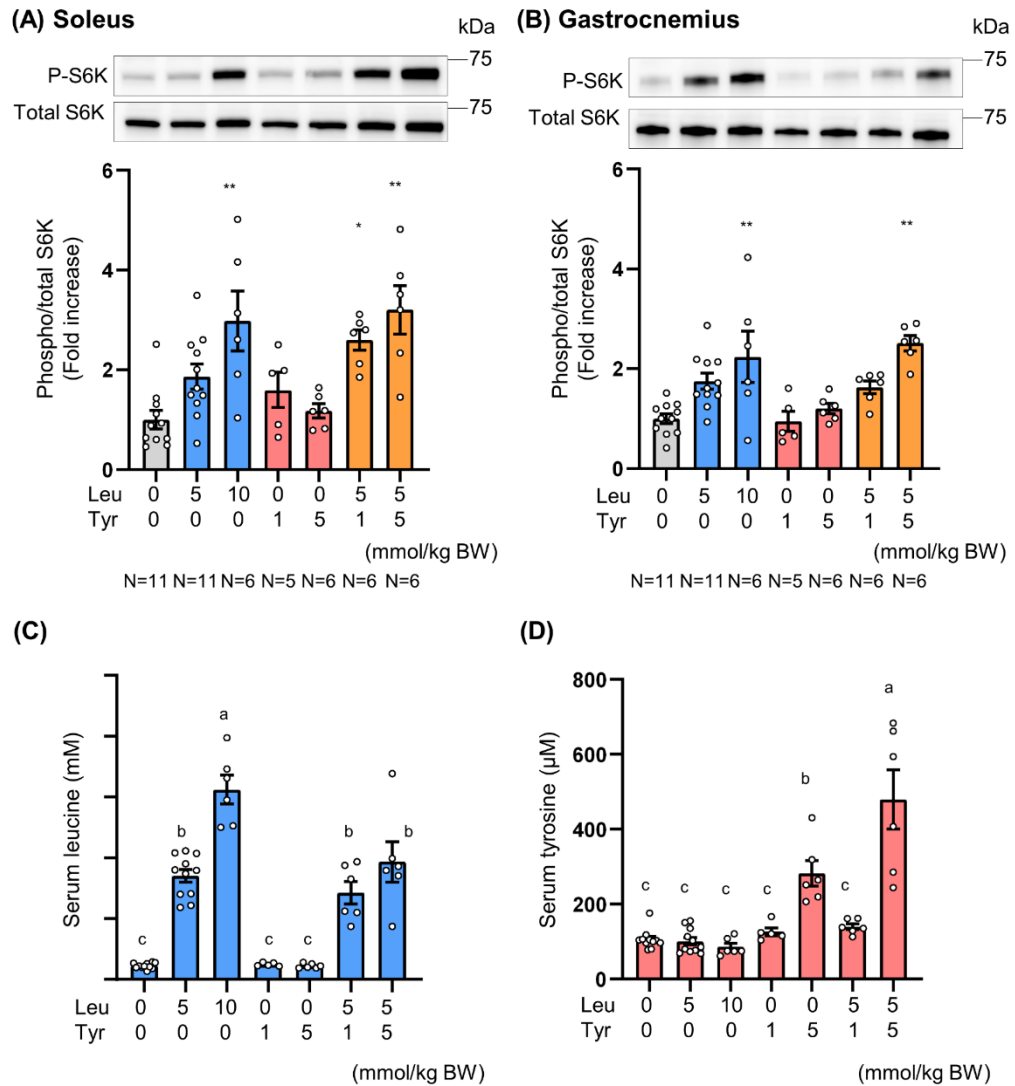 (A) Soleus
kDa
P-S6K
75
Total S6K
75
Phospho/total S6K
(Fold increase)
6
4
2
0
**
*
**
Leu 0 5 10 0 0 5 5
Tyr 0 0 0 1 5 1 5
(mmol/kg BW)
N=11 N=11 N=6 N=5 N=6 N=6 N=6
(B) Gastrocnemius
kDa
P-S6K
75
Total S6K
75
Phospho/total S6K
(Fold increase)
6
4
2
0
**
**
Leu 0 5 10 0 0 5 5
Tyr 0 0 0 1 5 1 5
(mmol/kg BW)
N=11 N=11 N=6 N=5 N=6 N=6 N=6
(C)
Serum leucine (mM)
c b a c c b b
Leu 0 5 10 0 0 5 5
Tyr 0 0 0 1 5 1 5
(mmol/kg BW)
(D)
Serum tyrosine (μM)
800
600
400
200
0
c c c c b c a
Leu 0 5 10 0 0 5 5
Tyr 0 0 0 1 5 1 5
(mmol/kg BW)